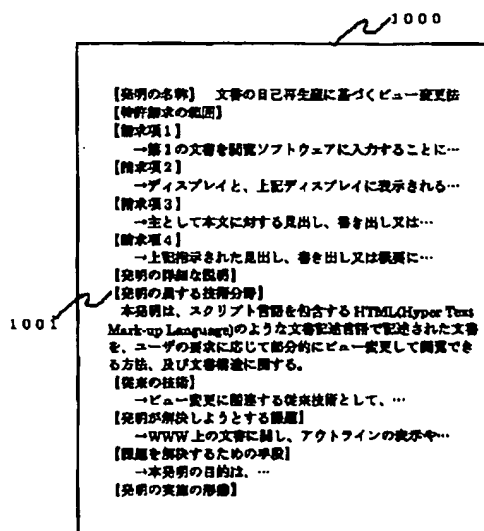 1000
【発明の名称】 文書の自己再生産に基づくビュー変更法
【特許請求の範囲】
【請求項1】
→第1の文書を閲覧ソフトウェアに入力することに…
【請求項2】
→ディスプレイと、上記ディスプレイに表示される…
【請求項3】
→主として本文に対する見出し、書き出し又は…
【請求項4】
→上記指示された見出し、書き出し又は概要に…
【発明の詳細な説明】
【発明の属する技術分野】
1001
本発明は、スクリプト言語を包含するHTML(Hyper Text
Mark-up Language)のような文書記述言語で記述された文書
を、ユーザの要求に応じて部分的にビュー変更して閲覧でき
る方法、及び文書構造に関する。
【従来の技術】
→ビュー変更に関連する従来技術として、…
【発明が解決しようとする課題】
→WWW上の文書に関し、アウトラインの表示や…
【課題を解決するための手段】
→本発明の目的は、…
【発明の実施の形態】